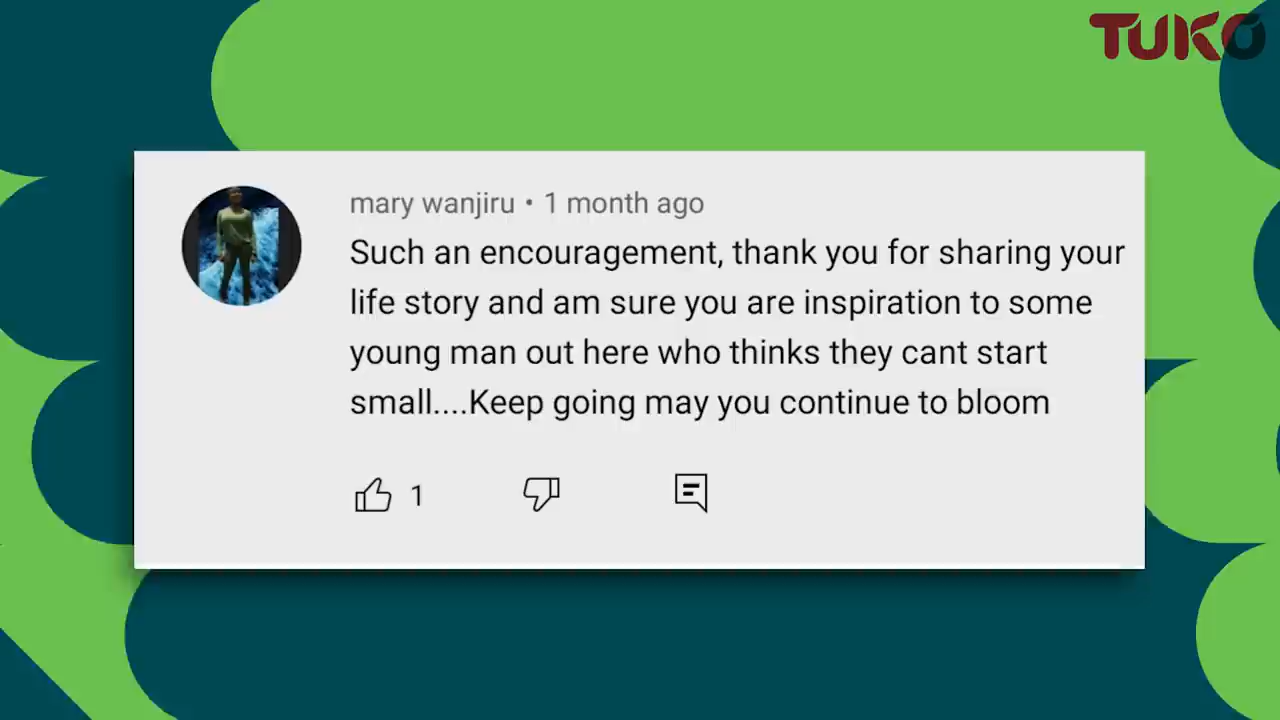 TUKO
mary wanjiru • 1 month ago
Such an encouragement, thank you for sharing your
life story and am sure you are inspiration to some
young man out here who thinks they cant start
small....Keep going may you continue to bloom
1